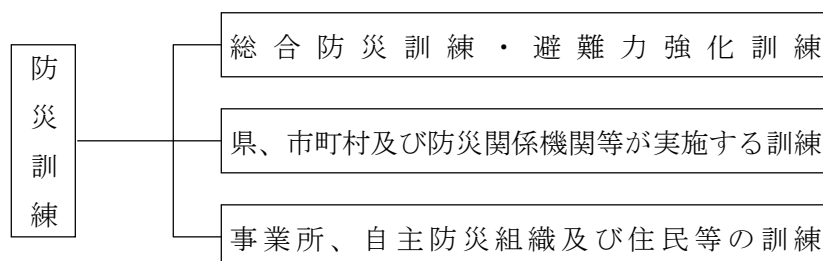 防災訓練
総合防災訓練・避難力強化訓練
県、市町村及び防災関係機関等が実施する訓練
事業所、自主防災組織及び住民等の訓練